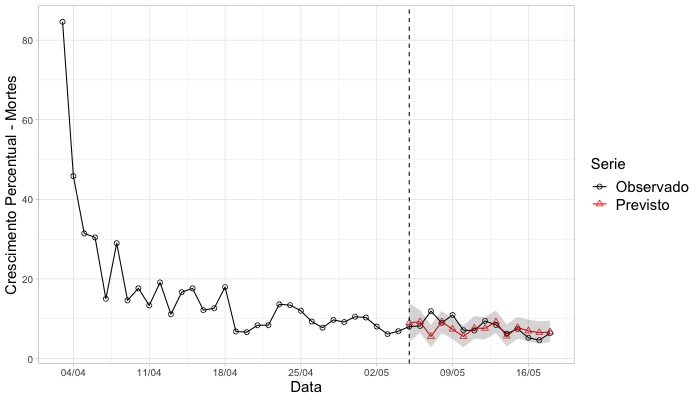 Crescimento Percentual - Mortes
80
60
40
20
0
04/04
11/04
18/04
25/04
02/05
09/05
16/05
Data
Serie
Observado
Previsto